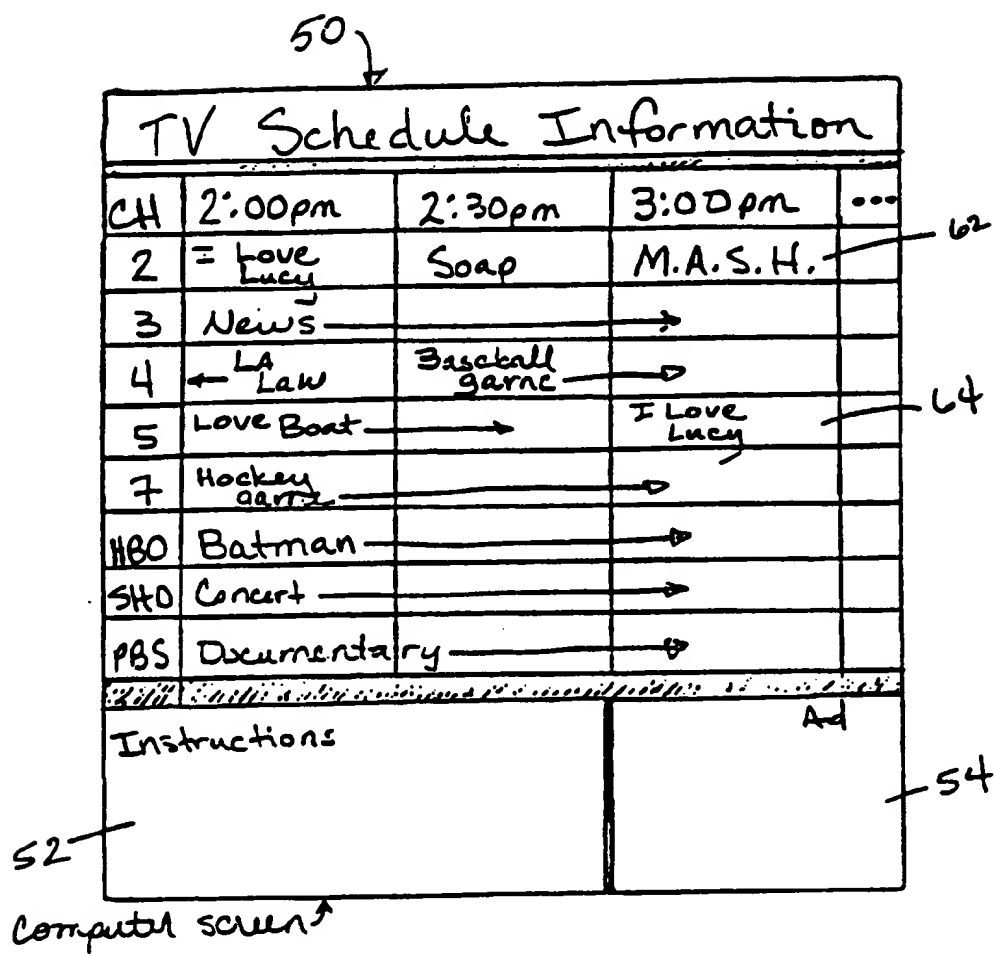 50
TV Schedule Information
CH 2:00pm 2:30pm 3:00pm ...
2 I Love Lucy Soap M.A.S.H. 62
3 News
4 LA Law Baseball game
5 Love Boat I Love Lucy 64
7 Hockey game
HBO Batman
SHO Concert
PBS Documentary
Instructions Ad
52 54
Computer screen